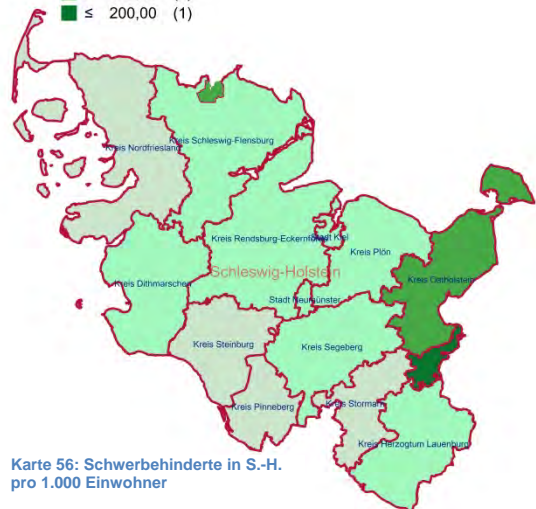 ≤ 200,00 (1)
Kreis Nordfriesland
Kreis Schleswig-Flensburg
Kreis Rendsburg-Eckernförde
Stadt Kiel
Kreis Plön
Schleswig-Holstein
Kreis Ostholstein
Kreis Dithmarschen
Stadt Neumünster
Kreis Steinburg
Kreis Segeberg
Kreis Pinneberg
Kreis Stormarn
Kreis Herzogtum Lauenburg
Karte 56: Schwerbehinderte in S.-H.
pro 1.000 Einwohner